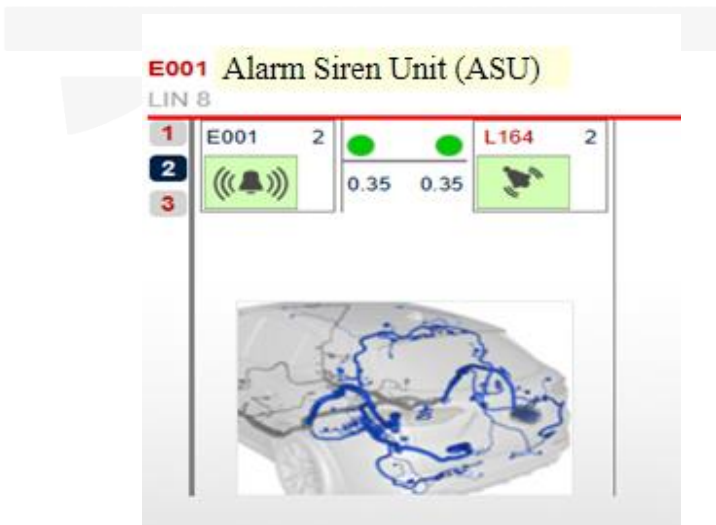 E001 Alarm Siren Unit (ASU)
LIN 8
1 E001 2 L164 2
2 0.35 0.35
3